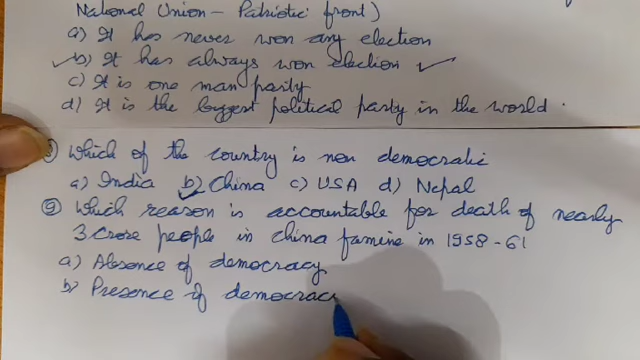 National Union - Patriotic front)
a) It has never won any election
b) It has always won election
c) It is one man party
d) It is the biggest political party in the world.
Which of the country is non democratic
a) India b) China c) USA d) Nepal
⑨ Which reason is accountable for death of nearly
3 Crore people in china famine in 1958-61
a) Absence of democracy
b) Presence of democrac